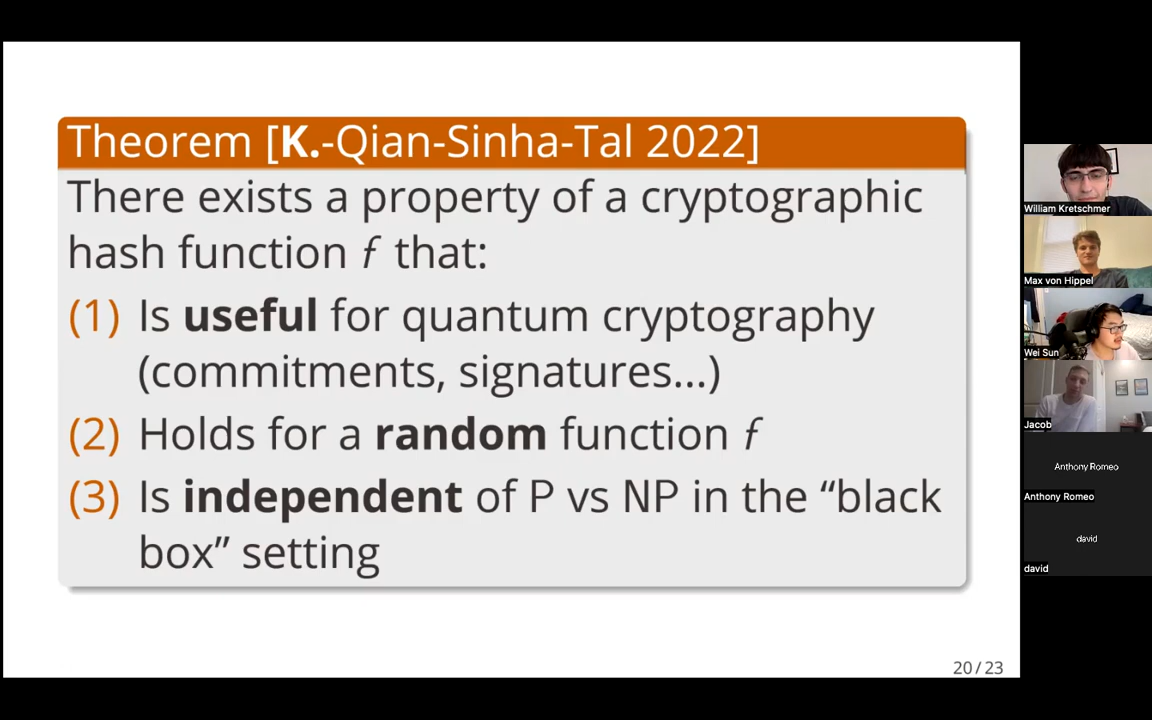 Theorem [K.-Qian-Sinha-Tal 2022]
There exists a property of a cryptographic
hash function f that:
(1) Is useful for quantum cryptography
(commitments, signatures...)
(2) Holds for a random function f
(3) Is independent of P vs NP in the “black
box” setting
20/23
William Kretschmer
Max von Hippel
Wei Sun
Jacob
Anthony Romeo
Anthony Romeo
david
david